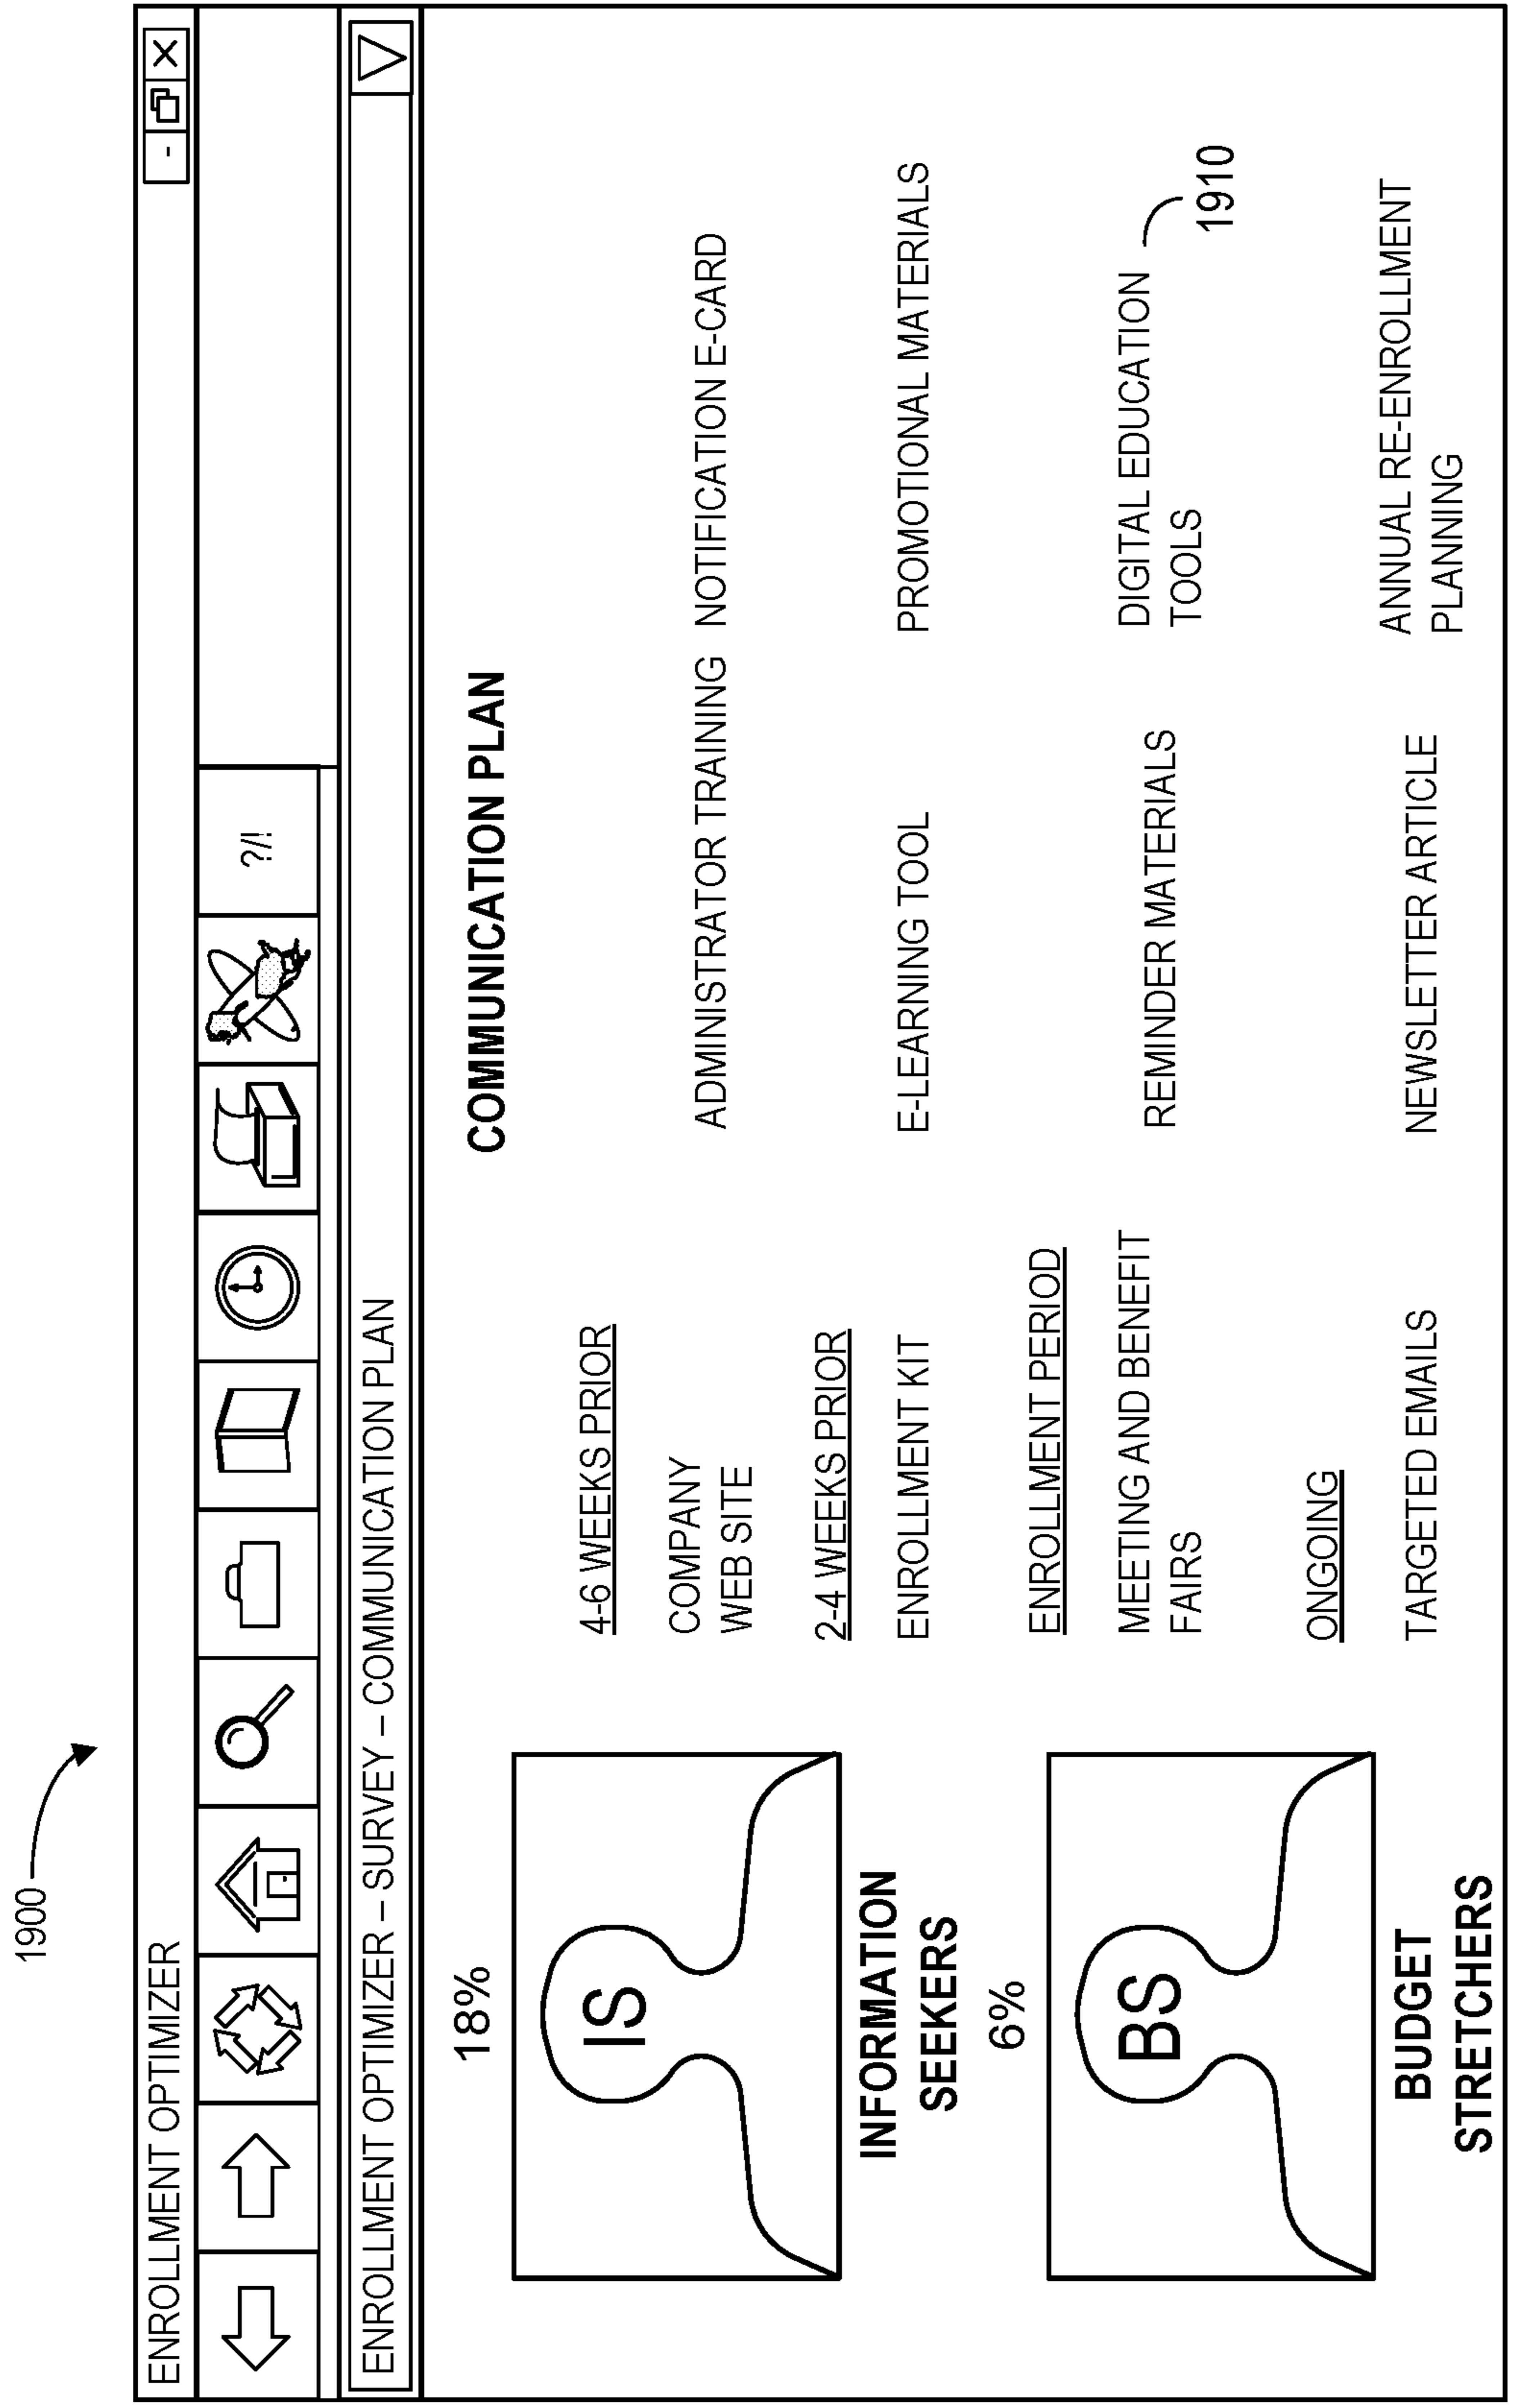 1900
ENROLLMENT OPTIMIZER
- X
?/!
ENROLLMENT OPTIMIZER – SURVEY – COMMUNICATION PLAN
COMMUNICATION PLAN
18%
IS
INFORMATION
SEEKERS
6%
BS
BUDGET
STRETCHERS
4-6 WEEKS PRIOR
COMPANY
WEB SITE
ADMINISTRATOR TRAINING
NOTIFICATION E-CARD
2-4 WEEKS PRIOR
ENROLLMENT KIT
E-LEARNING TOOL
PROMOTIONAL MATERIALS
ENROLLMENT PERIOD
MEETING AND BENEFIT
FAIRS
REMINDER MATERIALS
DIGITAL EDUCATION
TOOLS
1910
ONGOING
TARGETED EMAILS
NEWSLETTER ARTICLE
ANNUAL RE-ENROLLMENT
PLANNING